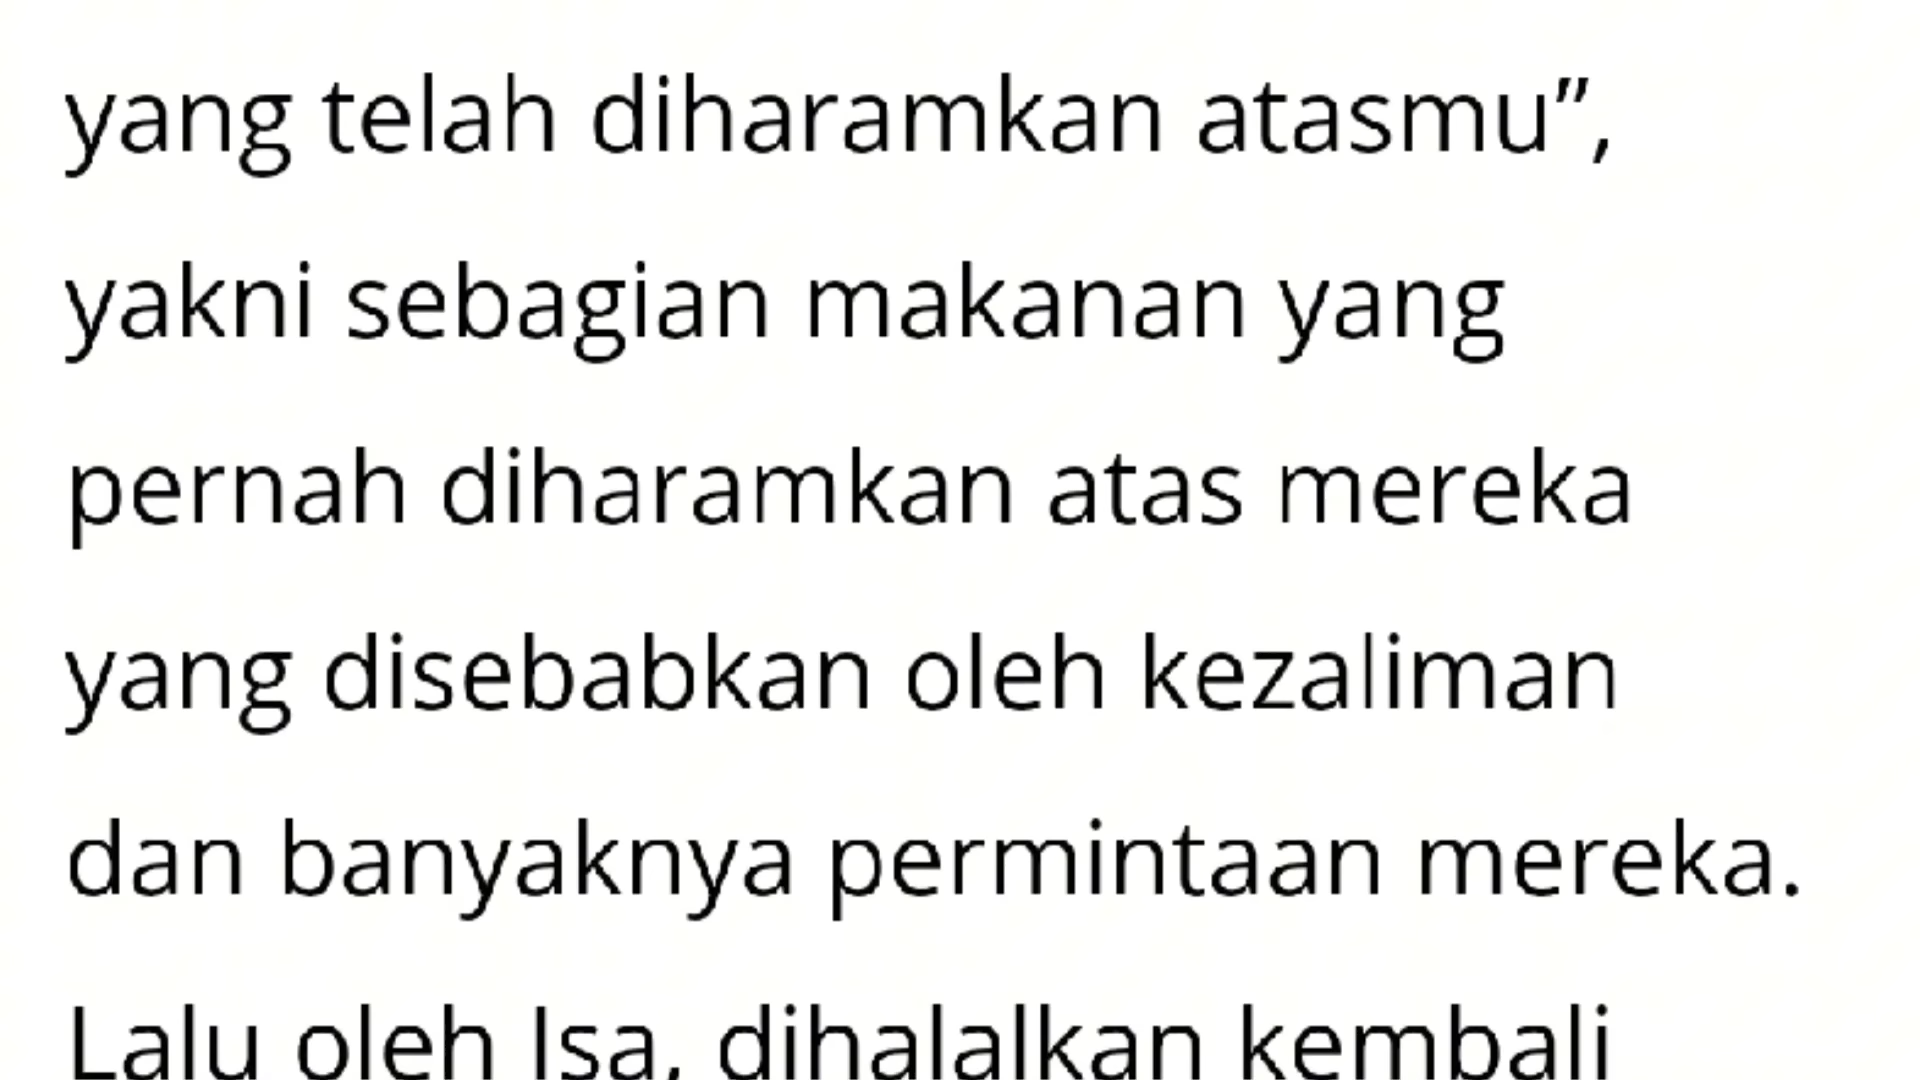 yang telah diharamkan atasmu”,
yakni sebagian makanan yang
pernah diharamkan atas mereka
yang disebabkan oleh kezaliman
dan banyaknya permintaan mereka.
Lalu oleh Isa, dihalalkan kembali